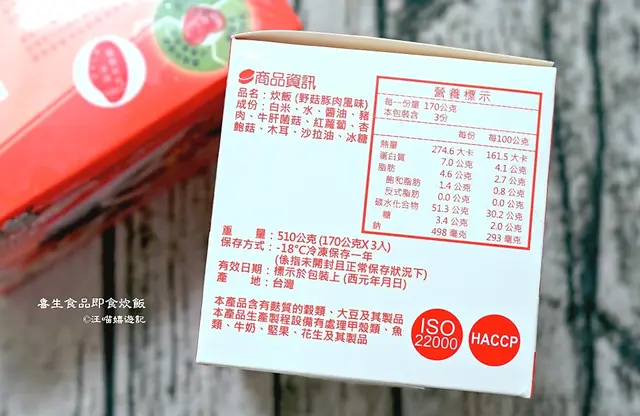 商品資訊
品名：炊飯 (野菇豚肉風味)
成份：白米、水、醬油、豬
肉、牛肝菌菇、紅蘿蔔、杏
鮑菇、木耳、沙拉油、冰糖
營養標示
每一份量 170公克
本包裝含 3份
每份 每100公克
熱量 274.6 大卡 161.5 大卡
蛋白質 7.0 公克 4.1 公克
脂肪 4.6 公克 2.7 公克
飽和脂肪 1.4 公克 0.8 公克
反式脂肪 0.0 公克 0.0 公克
碳水化合物 51.3 公克 30.2 公克
糖 3.4 公克 2.0 公克
鈉 498 毫克 293 毫克
重 量：510公克 (170公克X3入)
保存方式：-18℃冷凍保存一年
(係指未開封且正常保存狀況下)
有效日期：標示於包裝上 (西元年月日)
產 地：台灣
本產品含有麩質的穀類、大豆及其製品
本產品生產製程設備有處理甲殼類、魚
類、牛奶、堅果、花生及其製品
ISO
22000
HACCP
喜生食品即食炊飯
©汪喵嬉遊記